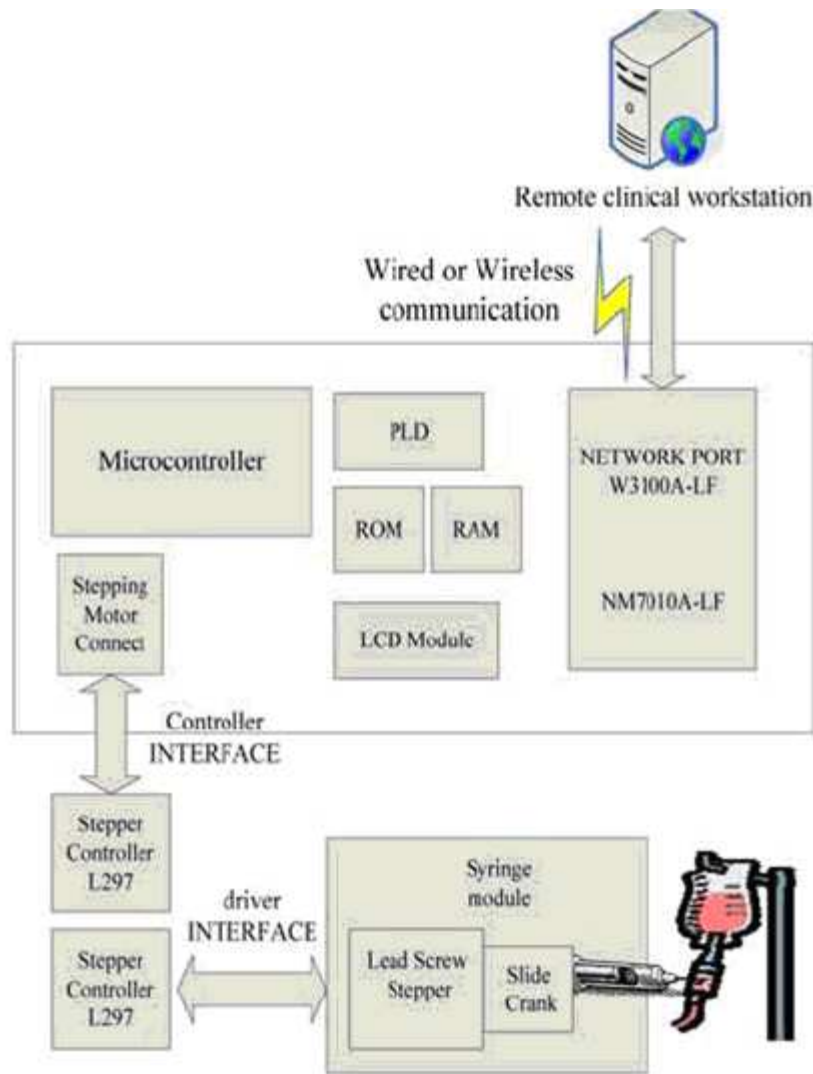 Remote clinical workstation
Wired or Wireless
communication
Microcontroller
PLD
ROM
RAM
NETWORK PORT
W3100A-LF
NM7010A-LF
Stepping
Motor
Connect
LCD Module
Controller
INTERFACE
Stepper
Controller
L297
driver
INTERFACE
Stepper
Controller
L297
Syringe
module
Lead Screw
Stepper
Slide
Crank